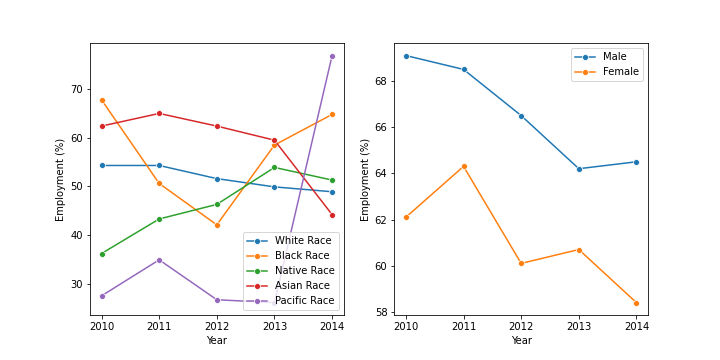 70
60
50
40
30
Employment (%)
2010 2011 2012 2013 2014
Year
White Race
Black Race
Native Race
Asian Race
Pacific Race
68
66
64
62
60
58
Employment (%)
2010 2011 2012 2013 2014
Year
Male
Female